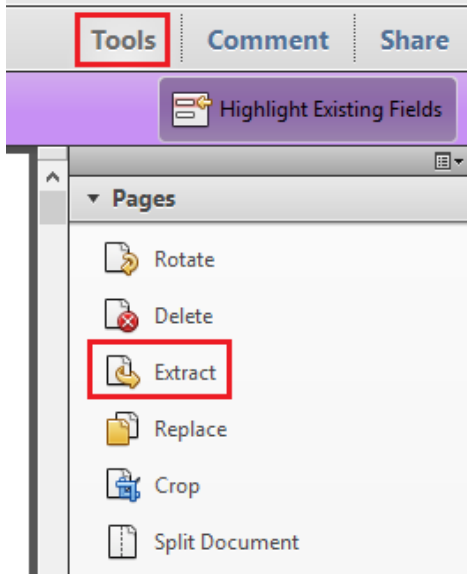 Tools Comment Share
Highlight Existing Fields
Pages
Rotate
Delete
Extract
Replace
Crop
Split Document